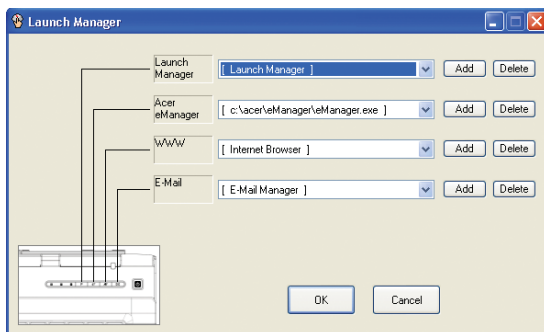 Launch Manager
Launch
Manager
[ Launch Manager ]
Add
Delete
Acer
eManager
[ c:\acer\eManager\eManager.exe ]
Add
Delete
WWW
[ Internet Browser ]
Add
Delete
E-Mail
[ E-Mail Manager ]
Add
Delete
OK
Cancel